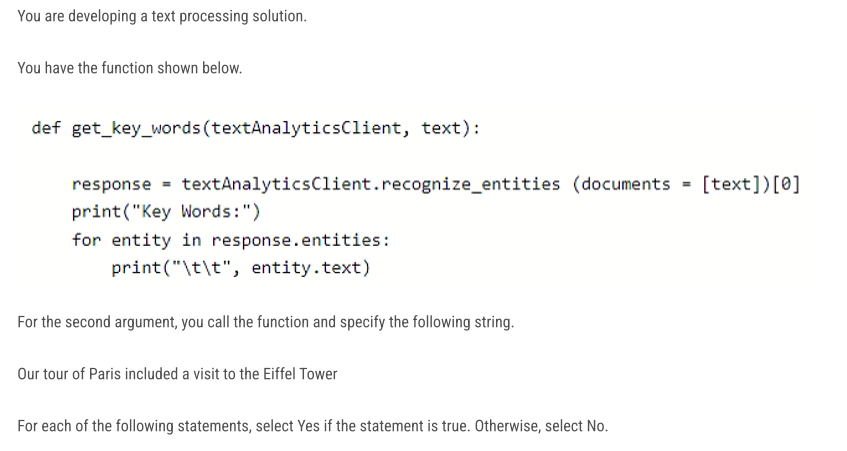 You are developing a text processing solution.
You have the function shown below.
def get_key_words(textAnalyticsClient, text):
response = textAnalyticsClient.recognize_entities (documents = [text])[0]
print("Key Words:")
for entity in response.entities:
print("\t\t", entity.text)
For the second argument, you call the function and specify the following string.
Our tour of Paris included a visit to the Eiffel Tower
For each of the following statements, select Yes if the statement is true. Otherwise, select No.